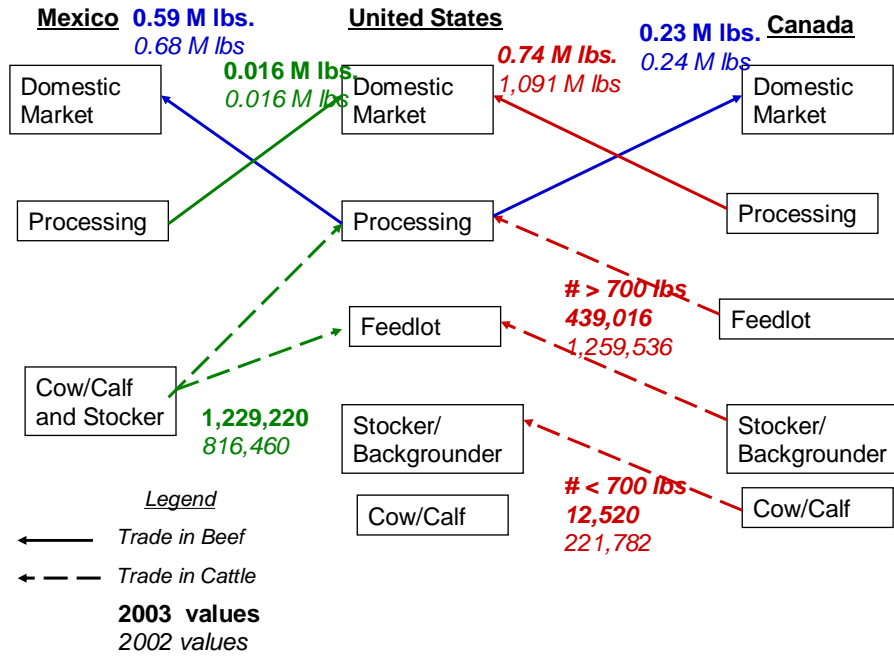 Mexico
0.59 M lbs.
0.68 M lbs
United States
0.23 M lbs.
0.24 M lbs
Canada
0.016 M lbs.
0.016 M lbs
0.74 M lbs.
1,091 M lbs
Domestic
Market
Domestic
Market
Domestic
Market
Processing
Processing
Processing
# > 700 lbs
439,016
1,259,536
Feedlot
Feedlot
Cow/Calf
and Stocker
1,229,220
816,460
Stocker/
Backgrounder
Stocker/
Backgrounder
# < 700 lbs
12,520
221,782
Cow/Calf
Cow/Calf
Legend
Trade in Beef
Trade in Cattle
2003 values
2002 values